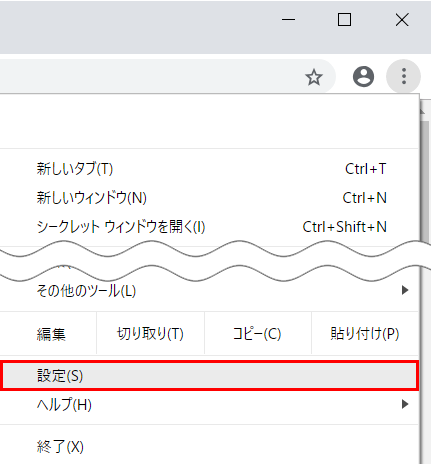 新しいタブ(T) Ctrl+T
新しいウィンドウ(N) Ctrl+N
シークレット ウィンドウを開く(I) Ctrl+Shift+N
その他のツール(L)
編集 切り取り(T) コピー(C) 貼り付け(P)
設定(S)
ヘルプ(H)
終了(X)